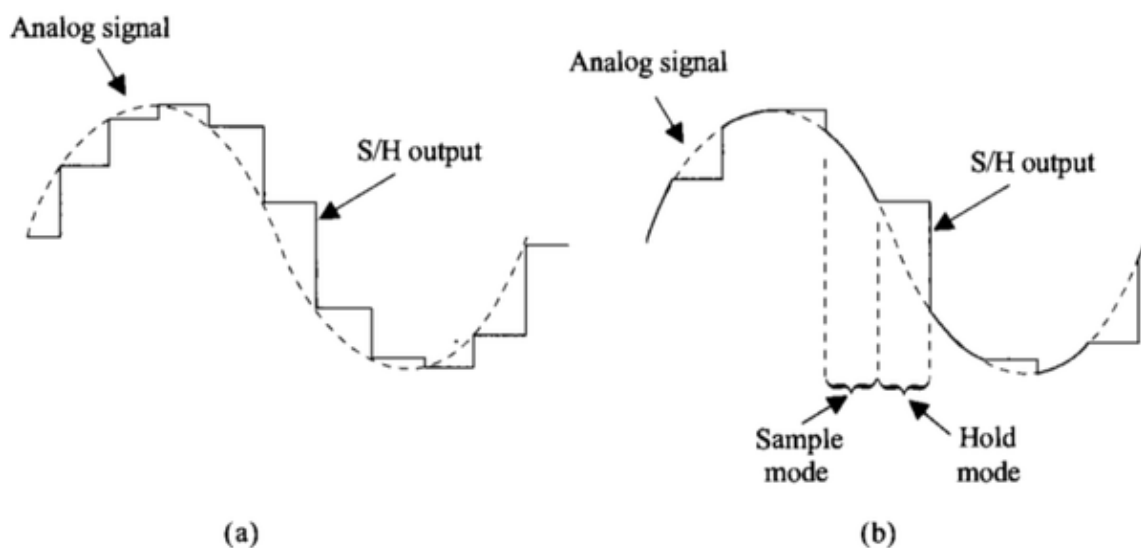 Analog signal
S/H output
(a)
Analog signal
S/H output
Sample
mode
Hold
mode
(b)